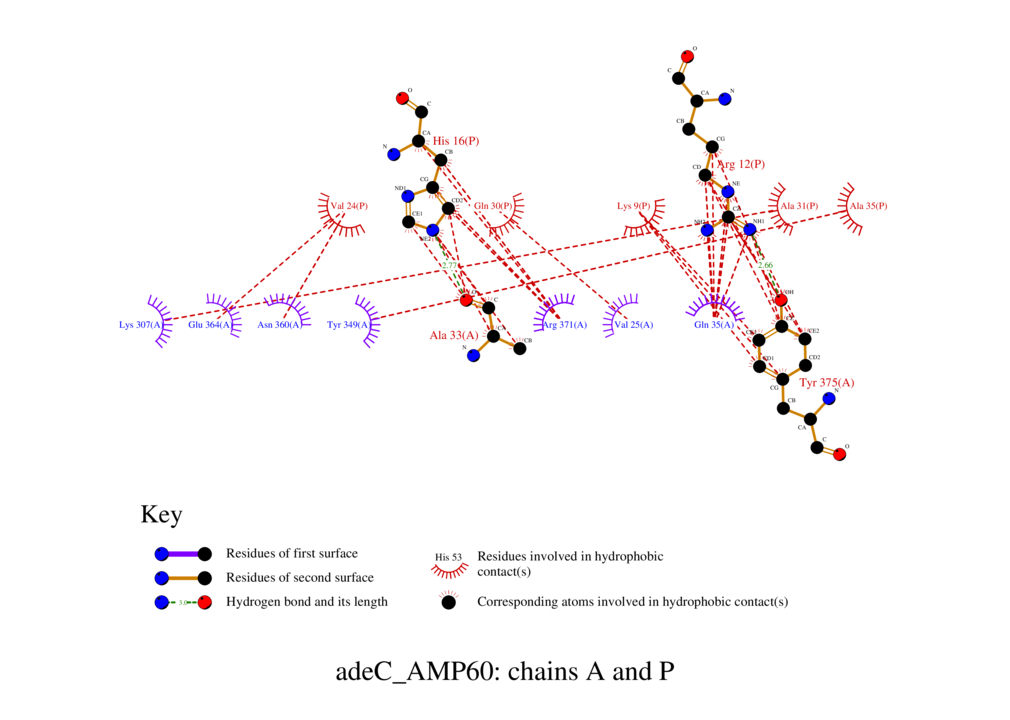 O
C
CA
N
CB
CG
CD
Arg 12(P)
NE
CZ
NH2
NH1
2.66
O
C
CA
N
His 16(P)
CB
ND1
CG
CD2
CE1
NE2
2.77
Val 24(P)
Gln 30(P)
Lys 9(P)
Ala 31(P)
Ala 35(P)
Lys 307(A)
Glu 364(A)
Asn 360(A)
Tyr 349(A)
Arg 371(A)
Val 25(A)
Gln 35(A)
O
C
Ala 33(A)
CB
N
OH
CE2
CD1
CD2
CG
Tyr 375(A)
N
CB
CA
C
O
Key
Residues of first surface
Residues of second surface
3.0
Hydrogen bond and its length
His 53
Residues involved in hydrophobic
contact(s)
Corresponding atoms involved in hydrophobic contact(s)
adeC_AMP60: chains A and P